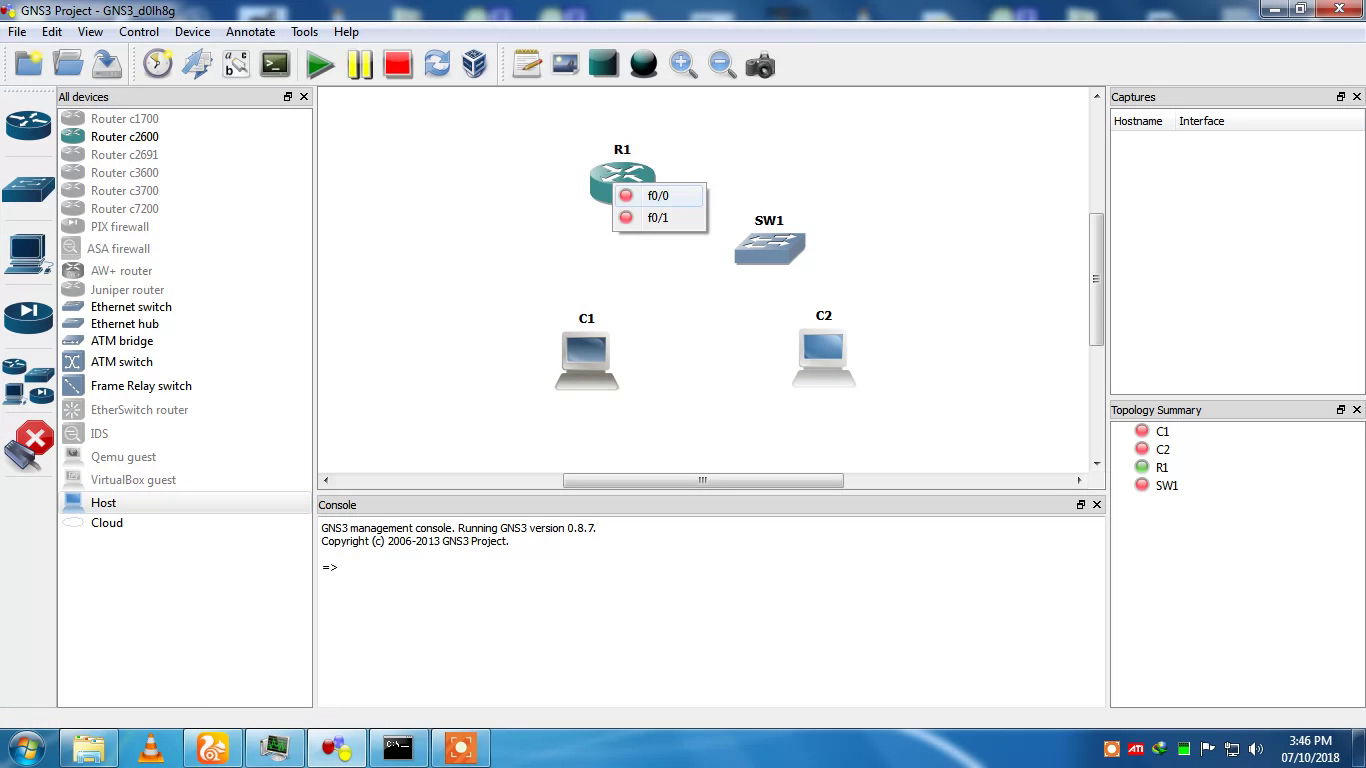 GNS3 Project - GNS3_d0lh8g
File Edit View Control Device Annotate Tools Help
All devices
Router c1700
Router c2600
Router c2691
Router c3600
Router c3700
Router c7200
PIX firewall
ASA firewall
AW+ router
Juniper router
Ethernet switch
Ethernet hub
ATM bridge
ATM switch
Frame Relay switch
EtherSwitch router
IDS
Qemu guest
VirtualBox guest
Host
Cloud
R1
f0/0
f0/1
SW1
C1
C2
Console
GNS3 management console. Running GNS3 version 0.8.7.
Copyright (c) 2006-2013 GNS3 Project.
=>
Captures
Hostname Interface
Topology Summary
C1
C2
R1
SW1
C:\.
ATI
3:46 PM
07/10/2018